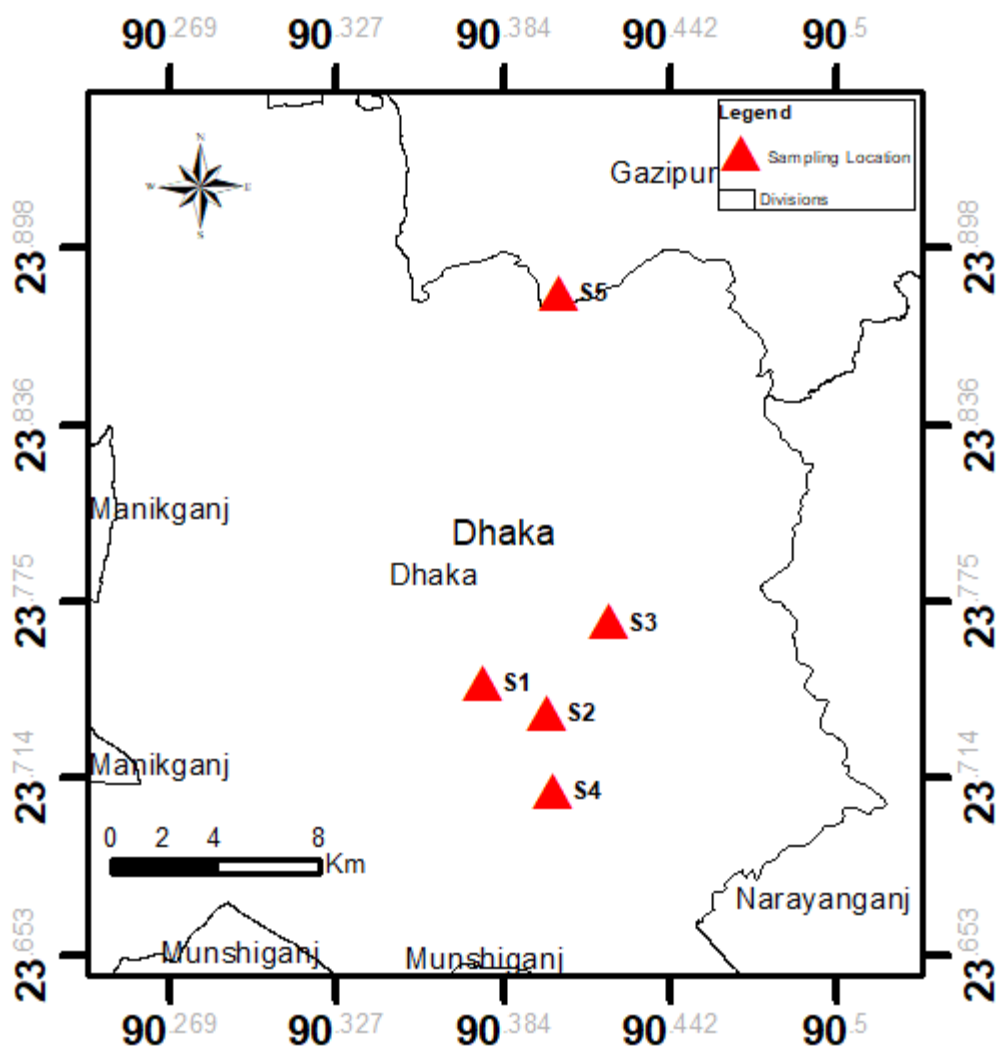 90.269 90.327 90.384 90.442 90.5
Legend
Sampling Location
Divisions
N
W E
S
Gazipur
23.898 23.898
S5
23.836 23.836
Manikganj
Dhaka
Dhaka
23.775 23.775
S3
S1
S2
Manikganj
23.714 23.714
S4
0 2 4 8
Km
Narayanganj
23.653 23.653
Munshiganj
Munshiganj
90.269 90.327 90.384 90.442 90.5